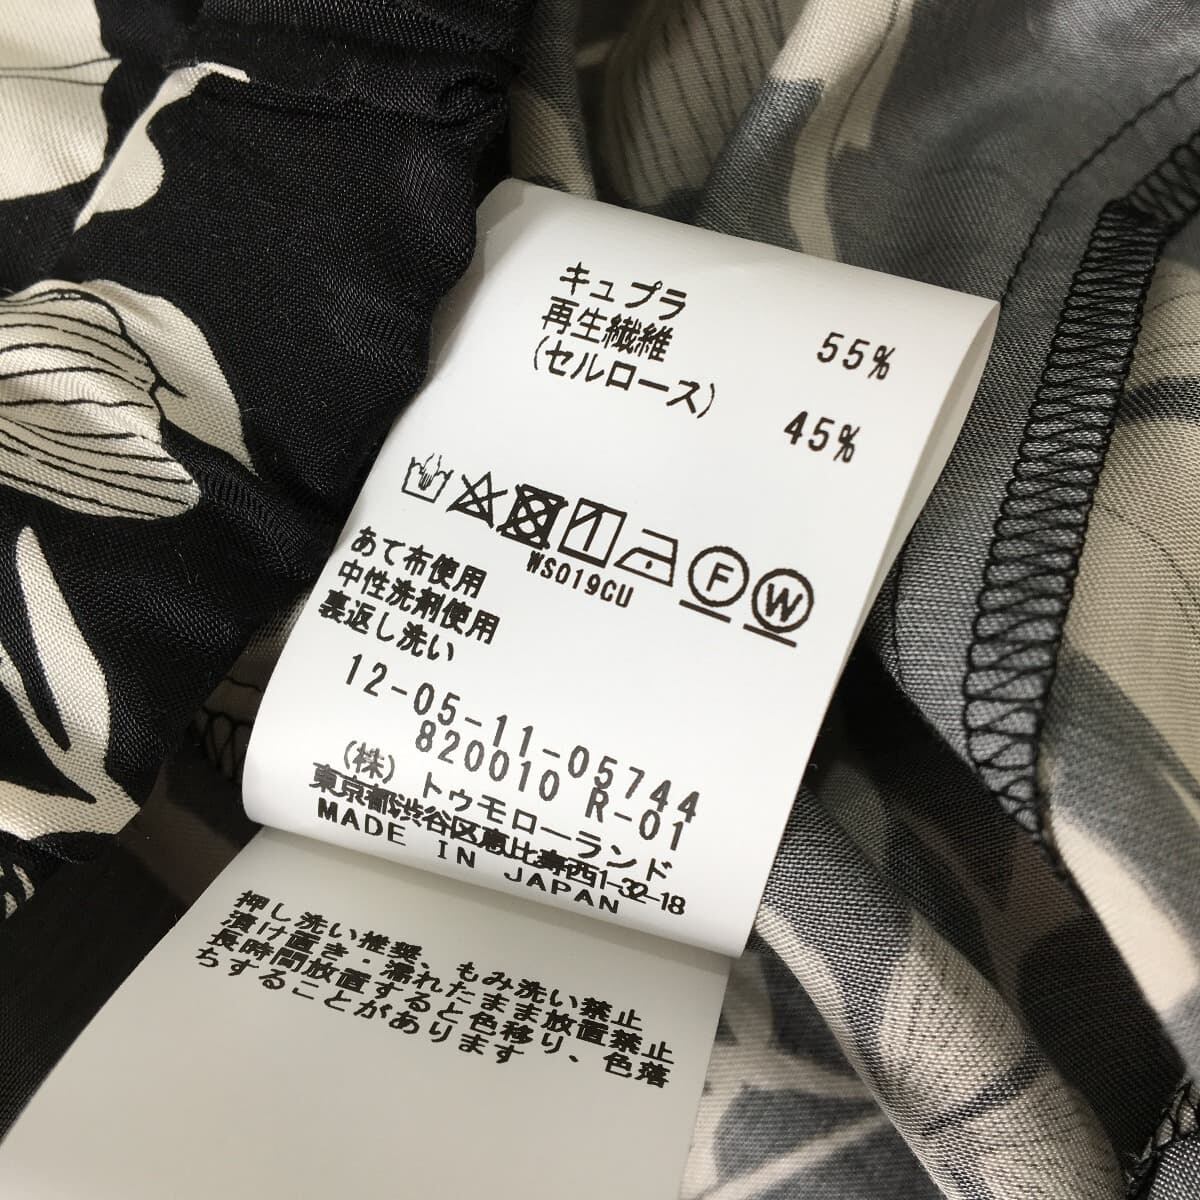 キュプラ 55%
再生繊維
(セルロース) 45%
F W
WS019CU
あて布使用
中性洗剤使用
裏返し洗い
12-05-11-05744
820010 R-01
(株)トゥモローランド
東京都渋谷区恵比寿西1-32-18
MADE IN JAPAN
押し洗い推奨、もみ洗い禁止
漬け置き・濡れたまま放置禁止
長時間放置すると色移り、色落
ちすることがあります